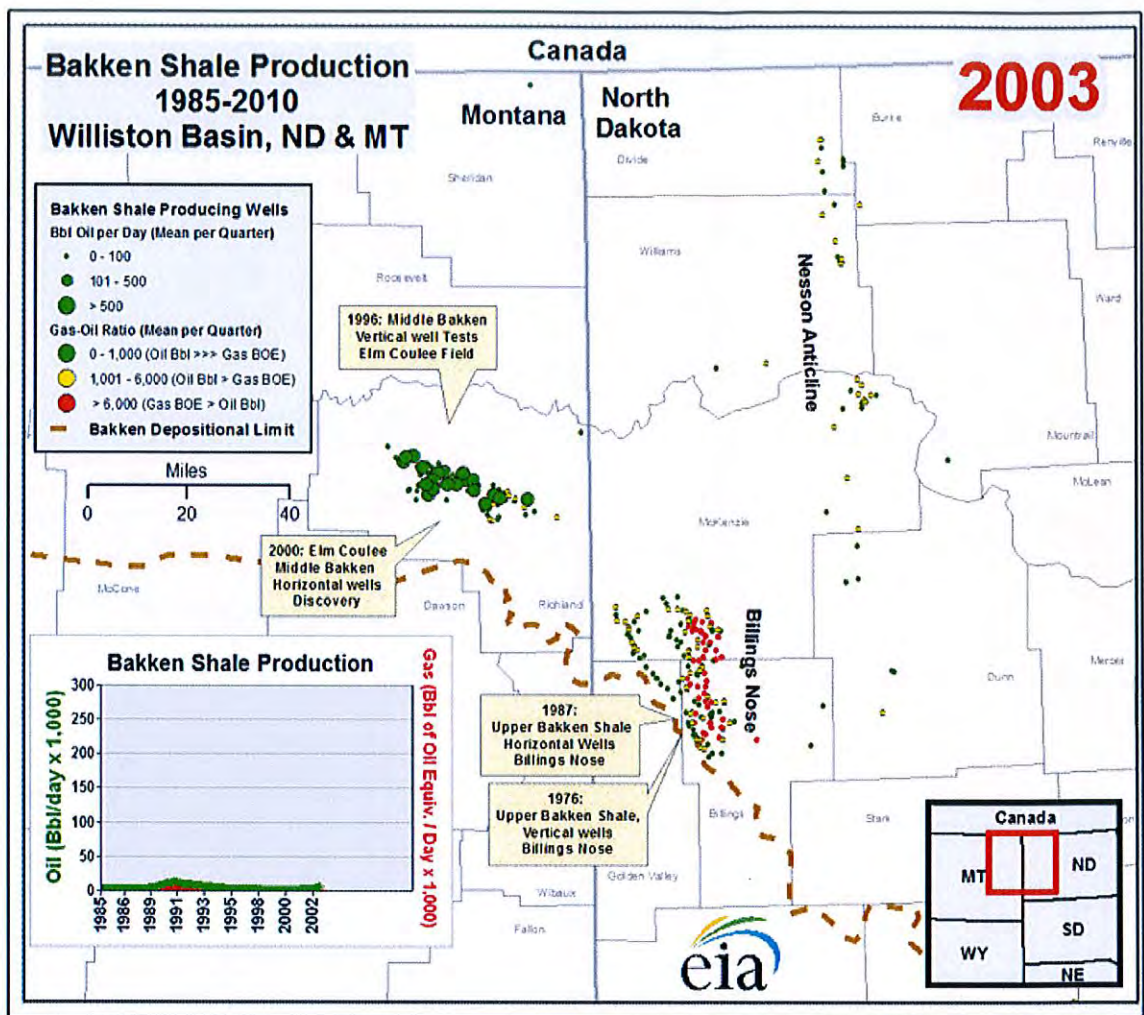 Bakken Shale Production
1985-2010
Williston Basin, ND & MT
Canada
Montana
North
Dakota
2003
Bakken Shale Producing Wells
Bbl Oil per Day (Mean per Quarter)
0 - 100
101 - 500
> 500
Gas-Oil Ratio (Mean per Quarter)
0 - 1,000 (Oil Bbl >>> Gas BOE)
1,001 - 6,000 (Oil Bbl > Gas BOE)
> 6,000 (Gas BOE > Oil Bbl)
Bakken Depositional Limit
Miles
0 20 40
Sheridan
Roosevelt
Divide
Burke
Renville
Williams
Ward
Nesson Anticline
Mountrail
McLean
McKenzie
McCone
Dawson
Richland
Mercer
Dunn
Billings Nose
Billings
Stark
Golden Valley
Wibaux
Fallon
1996: Middle Bakken
Vertical well Tests
Elm Coulee Field
2000: Elm Coulee
Middle Bakken
Horizontal wells
Discovery
1987:
Upper Bakken Shale
Horizontal Wells
Billings Nose
1976:
Upper Bakken Shale,
Vertical wells
Billings Nose
Bakken Shale Production
Oil (Bbl/day x 1,000)
Gas (Bbl of Oil Equiv. / Day x 1,000)
300
250
200
150
100
50
0
1985 1986 1989 1991 1993 1995 1998 2000 2002
eia
Canada
MT
ND
SD
WY
NE